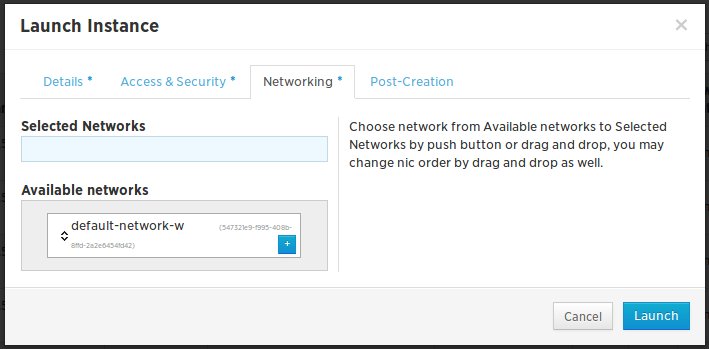 Launch Instance
×
Details *
Access & Security *
Networking *
Post-Creation
Selected Networks
Choose network from Available networks to Selected
Networks by push button or drag and drop, you may
change nic order by drag and drop as well.
Available networks
default-network-w (547321e9-f995-408b-
8ffd-2a2e6454fd42)
+
Cancel
Launch